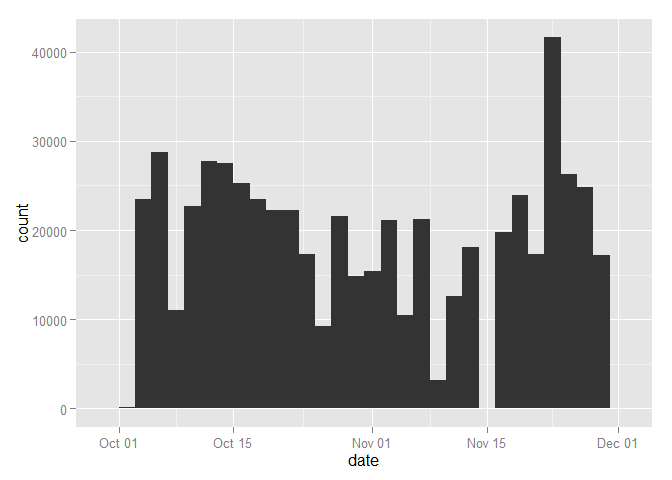 40000
30000
20000
10000
0
count
Oct 01
Oct 15
Nov 01
Nov 15
Dec 01
date